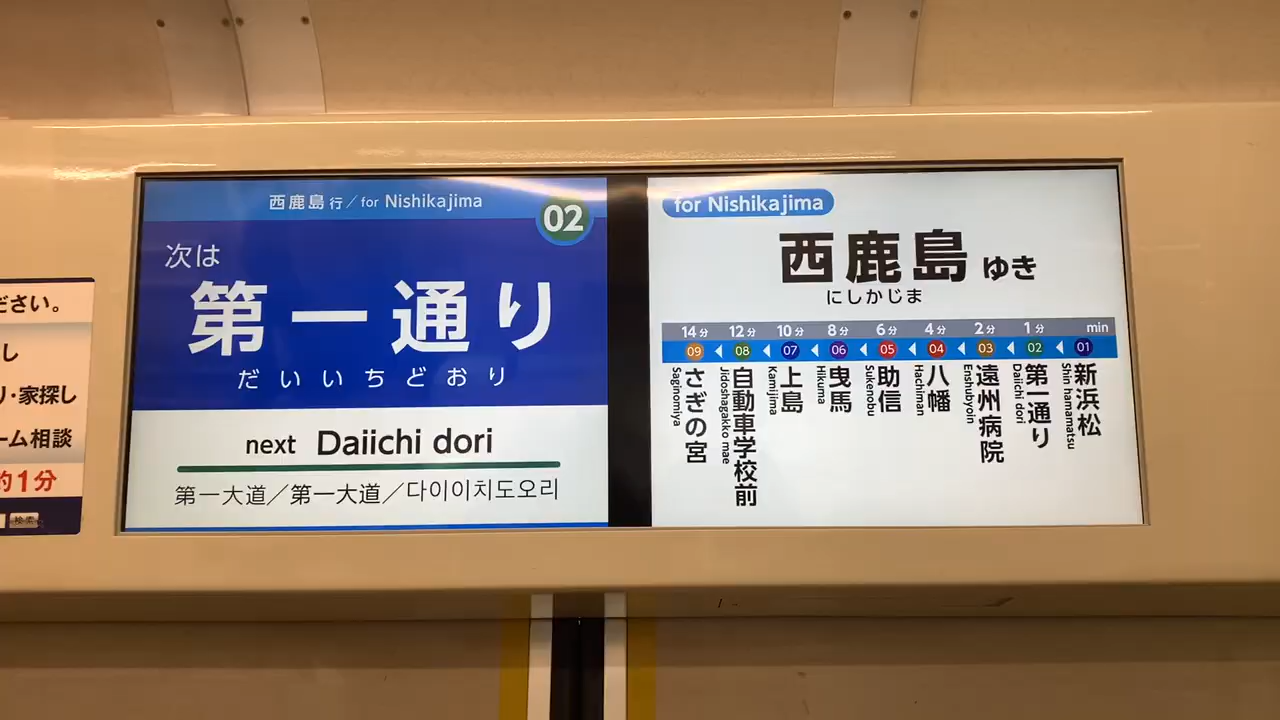 ださい。
し
り・家探し
ーム相談
約1分
検索
西鹿島 行／for Nishikajima
02
次は
第一通り
だいいちどおり
next Daiichi dori
第一大道／第一大道／다이이치도오리
for Nishikajima
西鹿島 ゆき
にしかじま
14分 12分 10分 8分 6分 4分 2分 1分 min
09 08 07 06 05 04 03 02 01
さぎの宮 自動車学校前 上島 曳馬 助信 八幡 遠州病院 第一通り 新浜松
Saginomiya Jidoshagakko mae Kamijima Hikuma Sukenobu Hachiman Enshubyoin Daiichi dori Shin hamamatsu